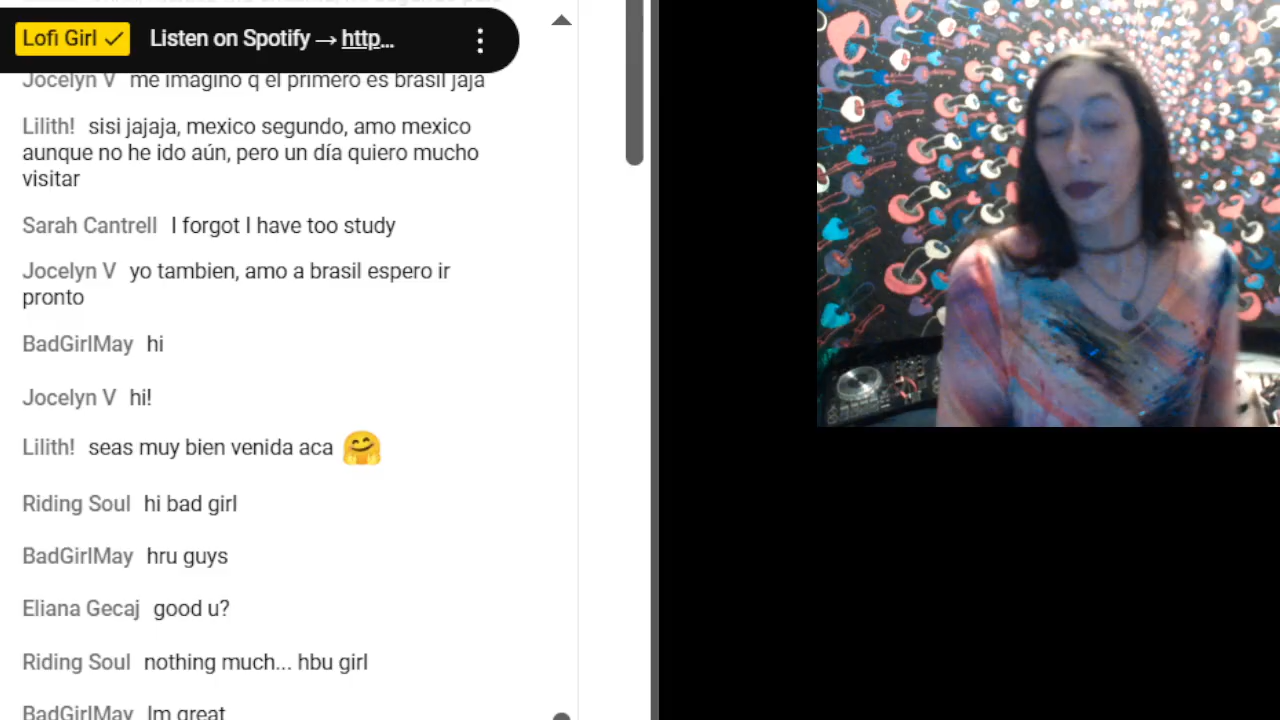 Lofi Girl Listen on Spotify → http...
Jocelyn V me imagino q el primero es brasil jaja
Lilith! sisi jajaja, mexico segundo, amo mexico
aunque no he ido aún, pero un día quiero mucho
visitar
Sarah Cantrell I forgot I have too study
Jocelyn V yo tambien, amo a brasil espero ir
pronto
BadGirlMay hi
Jocelyn V hi!
Lilith! seas muy bien venida aca 🤗
Riding Soul hi bad girl
BadGirlMay hru guys
Eliana Gecaj good u?
Riding Soul nothing much... hbu girl
BadGirlMay Im great